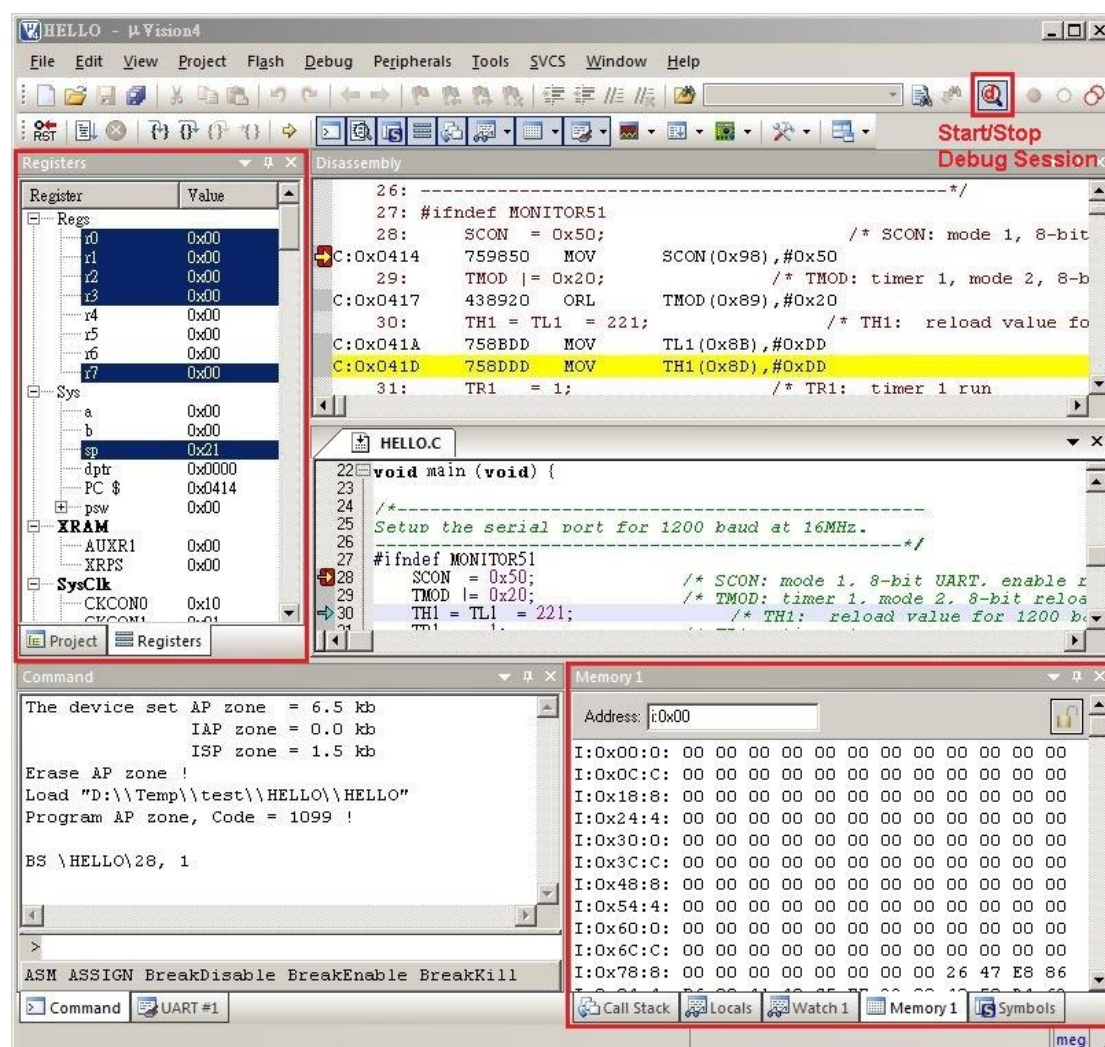 HELLO - µVision4
File Edit View Project Flash Debug Peripherals Tools SVCS Window Help
RST
Start/Stop
Debug Session
Registers
Register Value
Regs
r0 0x00
r1 0x00
r2 0x00
r3 0x00
r4 0x00
r5 0x00
r6 0x00
r7 0x00
Sys
a 0x00
b 0x00
sp 0x21
dptr 0x0000
PC $ 0x0414
psw 0x00
XRAM
AUXR1 0x00
XRPS 0x00
SysClk
CKCON0 0x10
Project Registers
Disassembly
26: ------------------------------------------------*/
27: #ifndef MONITOR51
28: SCON = 0x50; /* SCON: mode 1, 8-bit
C:0x0414 759850 MOV SCON(0x98),#0x50
29: TMOD |= 0x20; /* TMOD: timer 1, mode 2, 8-b
C:0x0417 438920 ORL TMOD(0x89),#0x20
30: TH1 = TL1 = 221; /* TH1: reload value fo
C:0x041A 758BDD MOV TL1(0x8B),#0xDD
C:0x041D 758DDD MOV TH1(0x8D),#0xDD
31: TR1 = 1; /* TR1: timer 1 run
HELLO.C
22 void main (void) {
23
24 /*------------------------------------------------
25 Setup the serial port for 1200 baud at 16MHz.
26 ------------------------------------------------*/
27 #ifndef MONITOR51
28 SCON = 0x50; /* SCON: mode 1, 8-bit UART, enable r
29 TMOD |= 0x20; /* TMOD: timer 1, mode 2, 8-bit reloa
30 TH1 = TL1 = 221; /* TH1: reload value for 1200 b
Command
The device set AP zone = 6.5 kb
IAP zone = 0.0 kb
ISP zone = 1.5 kb
Erase AP zone !
Load "D:\\Temp\\test\\HELLO\\HELLO"
Program AP zone, Code = 1099 !
BS \HELLO\28, 1
>
ASM ASSIGN BreakDisable BreakEnable BreakKill
Command UART #1
Memory 1
Address: i:0x00
I:0x00:0: 00 00 00 00 00 00 00 00 00 00 00 00
I:0x0C:C: 00 00 00 00 00 00 00 00 00 00 00 00
I:0x18:8: 00 00 00 00 00 00 00 00 00 00 00 00
I:0x24:4: 00 00 00 00 00 00 00 00 00 00 00 00
I:0x30:0: 00 00 00 00 00 00 00 00 00 00 00 00
I:0x3C:C: 00 00 00 00 00 00 00 00 00 00 00 00
I:0x48:8: 00 00 00 00 00 00 00 00 00 00 00 00
I:0x54:4: 00 00 00 00 00 00 00 00 00 00 00 00
I:0x60:0: 00 00 00 00 00 00 00 00 00 00 00 00
I:0x6C:C: 00 00 00 00 00 00 00 00 00 00 00 00
I:0x78:8: 00 00 00 00 00 00 00 00 26 47 E8 86
Call Stack Locals Watch 1 Memory 1 Symbols
meg